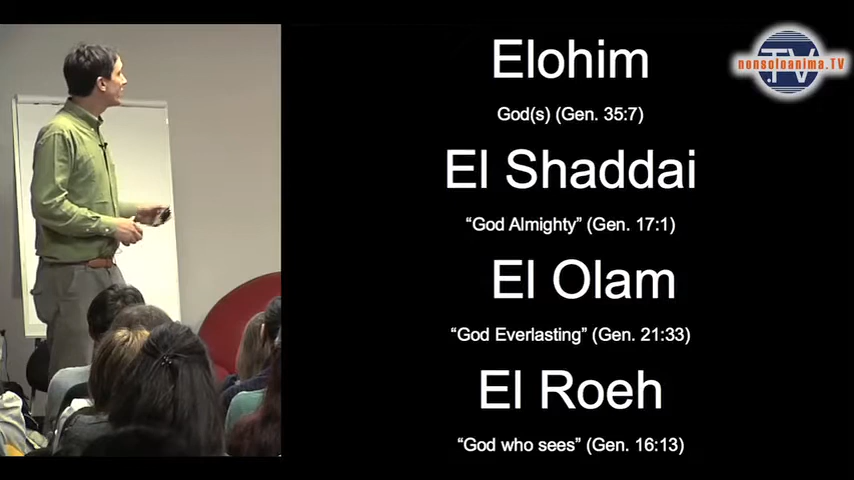 Elohim
God(s) (Gen. 35:7)
El Shaddai
“God Almighty” (Gen. 17:1)
El Olam
“God Everlasting” (Gen. 21:33)
El Roeh
“God who sees” (Gen. 16:13)
TV
nonsoloanima.TV